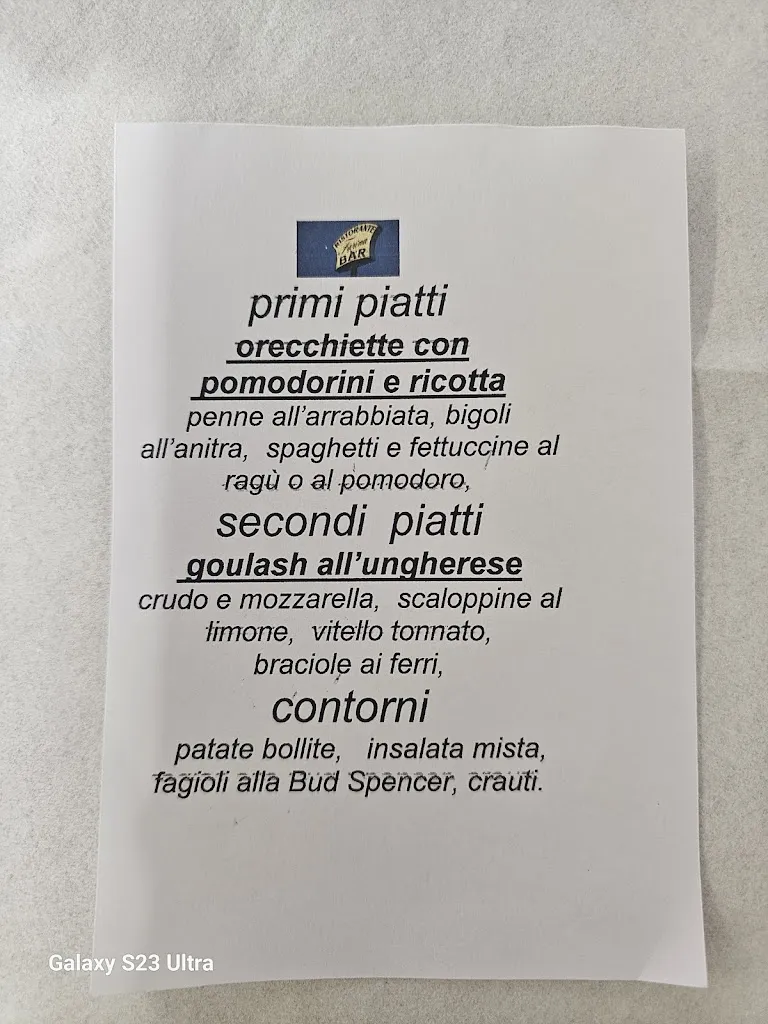 RISTORANTE
BAR
primi piatti
orecchiette con
pomodorini e ricotta
penne all'arrabbiata, bigoli
all'anitra, spaghetti e fettuccine al
ragù o al pomodoro,
secondi piatti
goulash all'ungherese
crudo e mozzarella, scaloppine al
limone, vitello tonnato,
braciole ai ferri,
contorni
patate bollite, insalata mista,
fagioli alla Bud Spencer, crauti.
Galaxy S23 Ultra